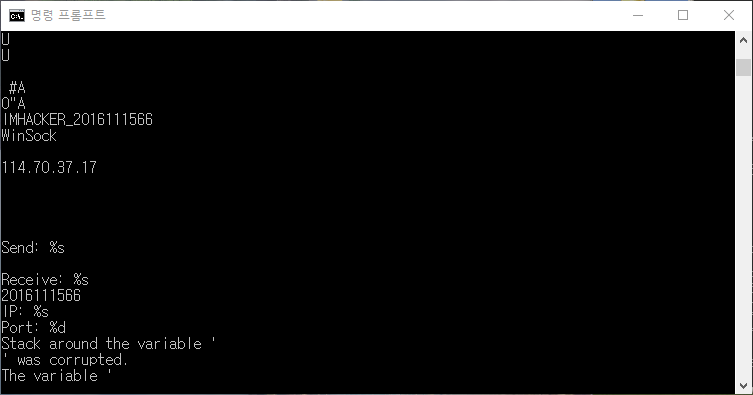 명령 프롬프트
U
U
#A
O"A
IMHACKER_2016111566
WinSock
114.70.37.17
Send: %s
Receive: %s
2016111566
IP: %s
Port: %d
Stack around the variable '
' was corrupted.
The variable '